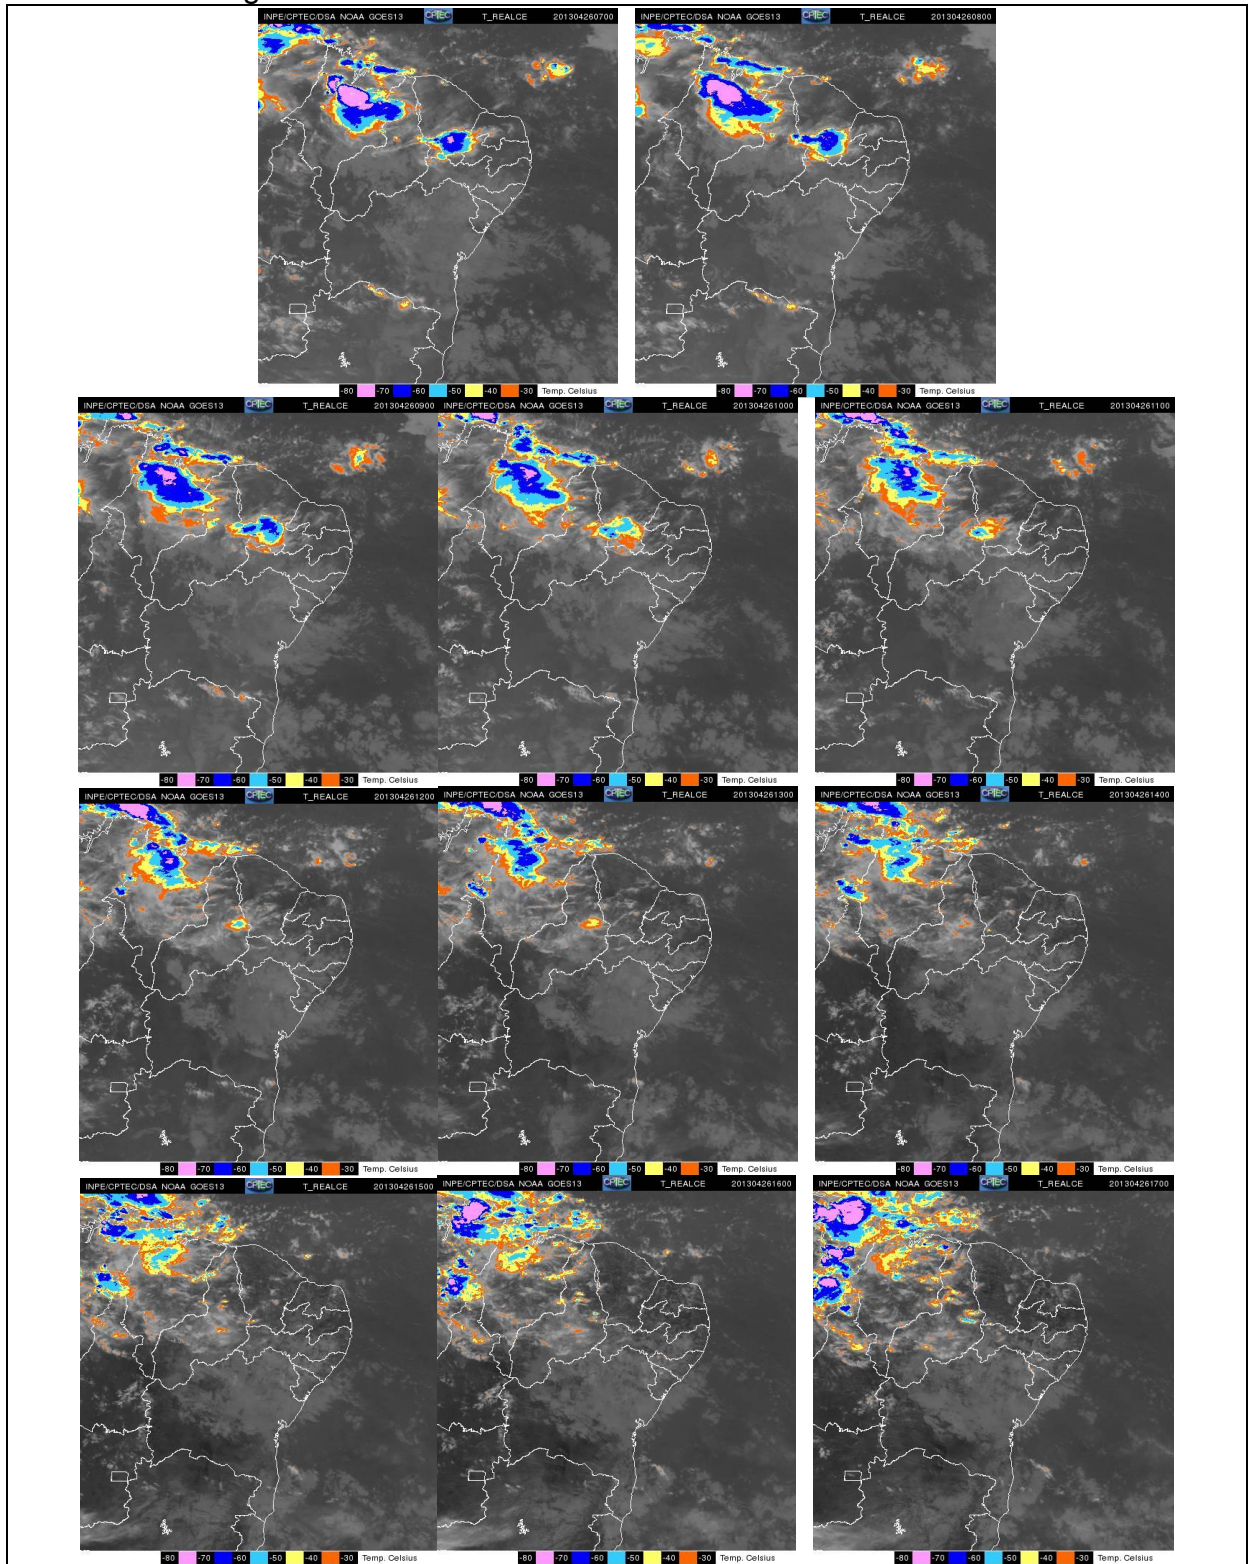 INPE/CPTEC/DSA NOAA GOES13 CPTEC T_REALCE 201304260700
INPE/CPTEC/DSA NOAA GOES13 CPTEC T_REALCE 201304260800
-80 -70 -60 -50 -40 -30 Temp. Celsius
-80 -70 -60 -50 -40 -30 Temp. Celsius
INPE/CPTEC/DSA NOAA GOES13 CPTEC T_REALCE 201304260900
INPE/CPTEC/DSA NOAA GOES13 CPTEC T_REALCE 201304261000
INPE/CPTEC/DSA NOAA GOES13 CPTEC T_REALCE 201304261100
-80 -70 -60 -50 -40 -30 Temp. Celsius
-80 -70 -60 -50 -40 -30 Temp. Celsius
-80 -70 -60 -50 -40 -30 Temp. Celsius
INPE/CPTEC/DSA NOAA GOES13 CPTEC T_REALCE 201304261200
INPE/CPTEC/DSA NOAA GOES13 CPTEC T_REALCE 201304261300
INPE/CPTEC/DSA NOAA GOES13 CPTEC T_REALCE 201304261400
-80 -70 -60 -50 -40 -30 Temp. Celsius
-80 -70 -60 -50 -40 -30 Temp. Celsius
-80 -70 -60 -50 -40 -30 Temp. Celsius
INPE/CPTEC/DSA NOAA GOES13 CPTEC T_REALCE 201304261500
INPE/CPTEC/DSA NOAA GOES13 CPTEC T_REALCE 201304261600
INPE/CPTEC/DSA NOAA GOES13 CPTEC T_REALCE 201304261700
-80 -70 -60 -50 -40 -30 Temp. Celsius
-80 -70 -60 -50 -40 -30 Temp. Celsius
-80 -70 -60 -50 -40 -30 Temp. Celsius